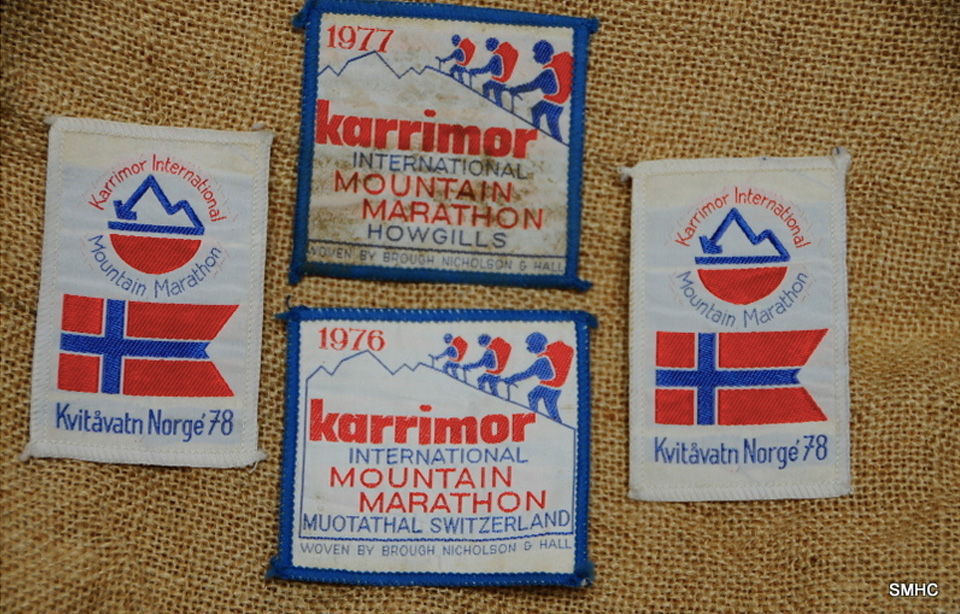 Karrimor International
Mountain Marathon
Kvitåvatn Norge '78
1977
karrimor
INTERNATIONAL
MOUNTAIN
MARATHON
HOWGILLS
WOVEN BY BROUGH NICHOLSON & HALL
1976
karrimor
INTERNATIONAL
MOUNTAIN
MARATHON
MUOTATHAL SWITZERLAND
WOVEN BY BROUGH NICHOLSON & HALL
Karrimor International
Mountain Marathon
Kvitåvatn Norge '78
SMHC